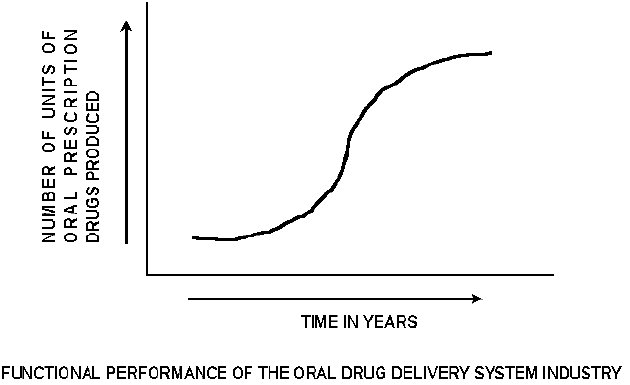 NUMBER OF UNITS OF
ORAL PRESCRIPTION
DRUGS PRODUCED
TIME IN YEARS
FUNCTIONAL PERFORMANCE OF THE ORAL DRUG DELIVERY SYSTEM INDUSTRY